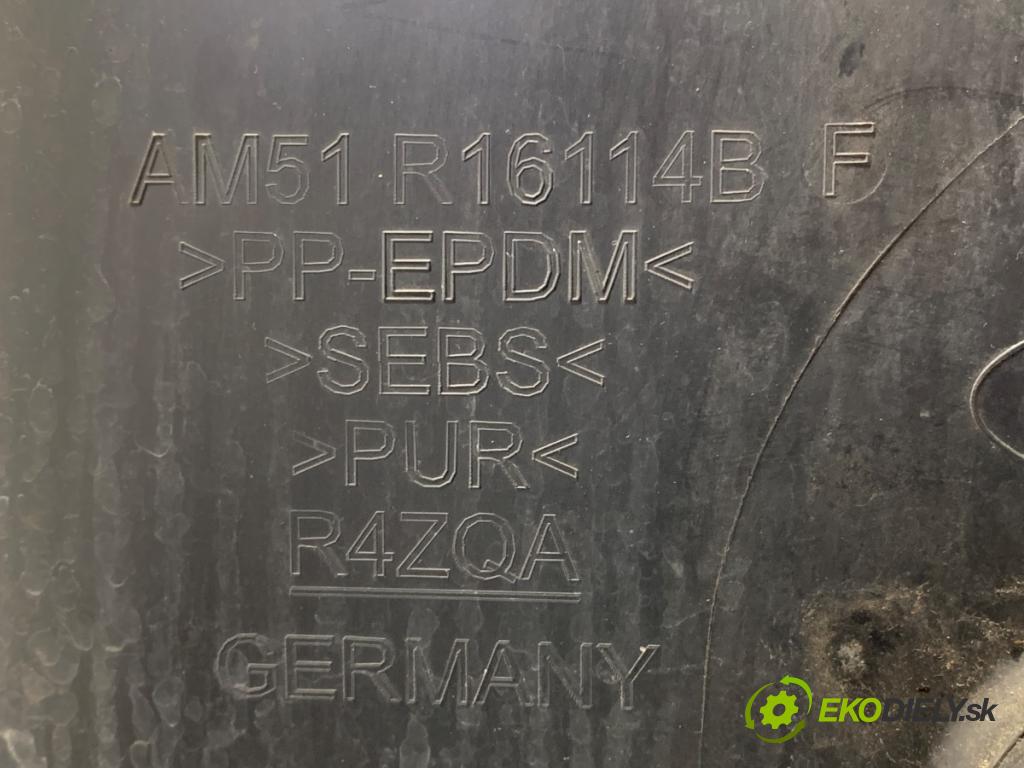 AM51 R16114B F
>PP-EPDM<
>SEBS<
>PUR<
R4ZQA
GERMANY
EKODIELY.sk